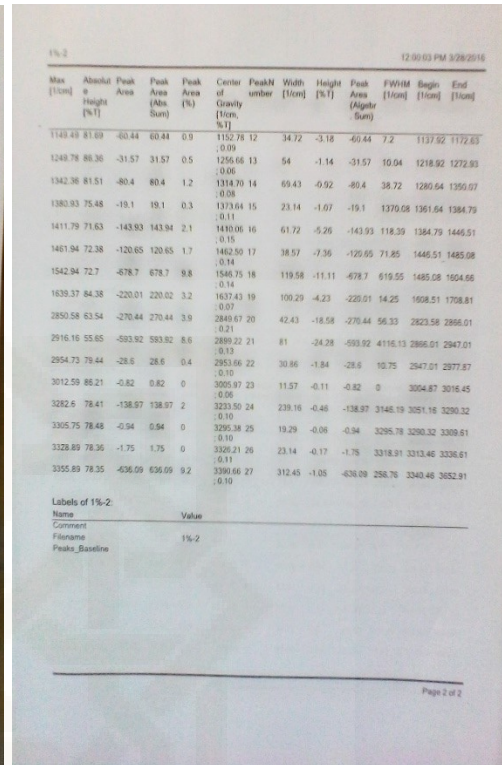 1%-2
12:00:03 PM 3/28/2016
Max Absolut Peak Peak Peak Center PeakN Width Height Peak FWHM Begin End
[1/cm] e Area Area Area of umber [1/cm] [%T] Area [1/cm] [1/cm] [1/cm]
Height (Abs. (%) Gravity (Algebr
[%T] Sum) [1/cm, . Sum)
%T]
1149.49 81.69 -60.44 60.44 0.9 1152.76 12 34.72 -3.18 -60.44 7.2 1137.92 1172.63
; 0.09
1249.78 86.36 -31.57 31.57 0.5 1256.66 13 54 -1.14 -31.57 10.04 1218.92 1272.93
; 0.06
1342.36 81.51 -80.4 80.4 1.2 1314.70 14 69.43 -0.92 -80.4 38.72 1280.64 1350.07
; 0.08
1380.93 75.46 -19.1 19.1 0.3 1373.64 15 23.14 -1.07 -19.1 1370.08 1361.64 1384.79
; 0.11
1411.79 71.63 -143.93 143.94 2.1 1410.06 16 61.72 -5.26 -143.93 118.39 1384.79 1446.51
; 0.15
1461.94 72.38 -120.65 120.65 1.7 1462.50 17 38.57 -7.36 -120.65 71.85 1446.51 1485.08
; 0.14
1542.94 72.7 -678.7 678.7 9.8 1546.75 18 119.58 -11.11 -678.7 619.55 1485.08 1604.66
; 0.14
1639.37 84.38 -220.01 220.02 3.2 1637.43 19 100.29 -4.23 -220.01 14.25 1608.51 1708.81
; 0.07
2850.58 63.54 -270.44 270.44 3.9 2849.67 20 42.43 -18.58 -270.44 56.33 2823.58 2866.01
; 0.21
2916.16 55.65 -593.92 593.92 8.6 2899.22 21 81 -24.28 -593.92 4116.13 2866.01 2947.01
; 0.13
2954.73 79.44 -28.6 28.6 0.4 2953.66 22 30.86 -1.84 -28.6 10.75 2947.01 2977.87
; 0.10
3012.59 86.21 -0.82 0.82 0 3005.97 23 11.57 -0.11 -0.82 0 3004.87 3016.45
; 0.06
3282.6 78.41 -138.97 138.97 2 3233.50 24 239.16 -0.46 -138.97 3146.19 3051.16 3290.32
; 0.10
3305.75 78.48 -0.94 0.94 0 3295.38 25 19.29 -0.06 -0.94 3295.78 3290.32 3309.61
; 0.10
3328.89 78.36 -1.75 1.75 0 3326.21 26 23.14 -0.17 -1.75 3318.91 3313.46 3336.61
; 0.11
3355.89 78.35 -636.09 636.09 9.2 3390.66 27 312.45 -1.05 -636.09 258.76 3340.46 3652.91
; 0.10
Labels of 1%-2:
Name Value
Comment
Filename 1%-2
Peaks_Baseline
Page 2 of 2